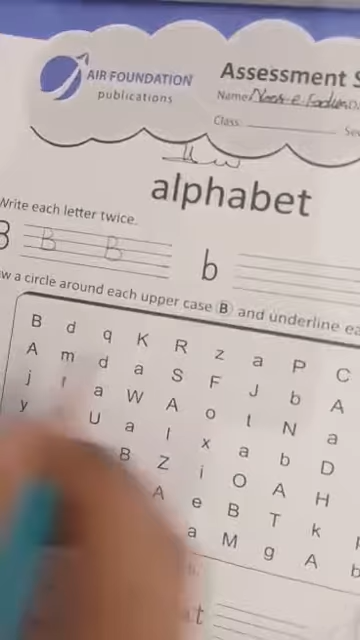 AIR FOUNDATION
publications
Assessment S
Name:
Class:
alphabet
Write each letter twice.
B B B b
w a circle around each upper case B and underline ea
B d q K R z a P C
A m d a S F J b A
j a W A o t N a
y U a l x a b D
B Z i O A H
A e B T k
a M g A b